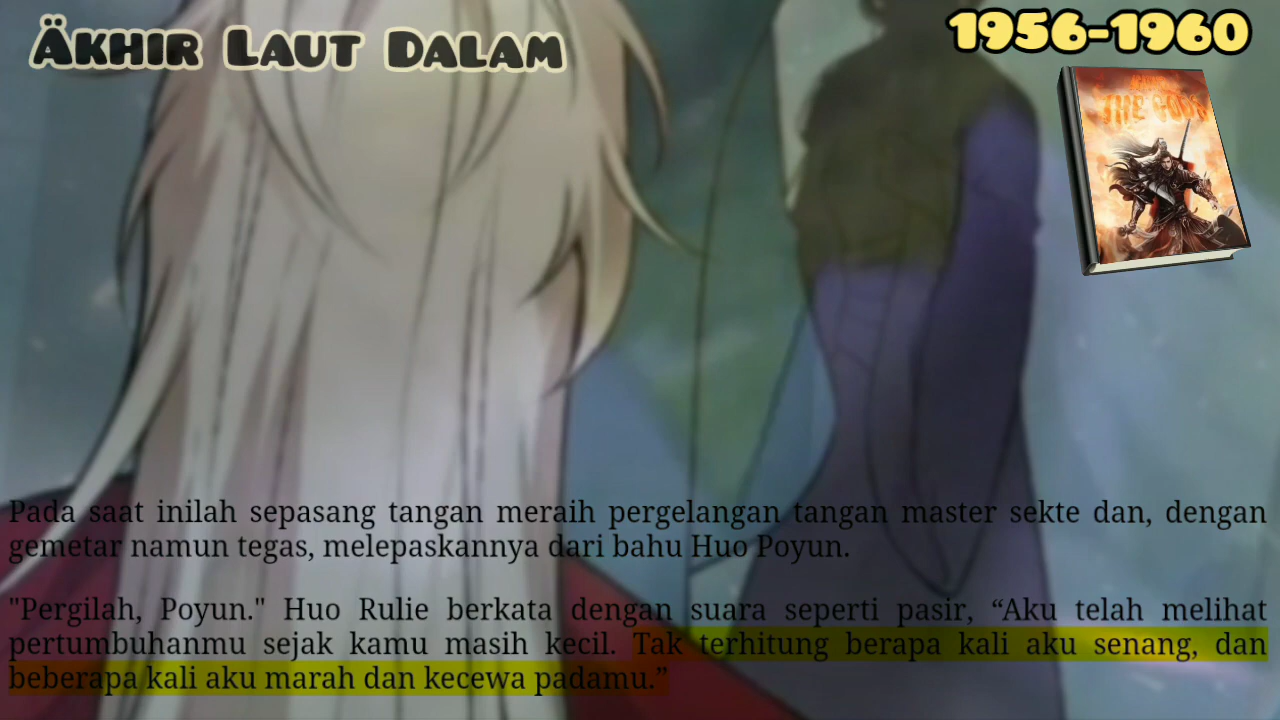 Äkhir Laut Dalam
1956-1960
THE GODS
Pada saat inilah sepasang tangan meraih pergelangan tangan master sekte dan, dengan
gemetar namun tegas, melepaskannya dari bahu Huo Poyun.
"Pergilah, Poyun." Huo Rulie berkata dengan suara seperti pasir, “Aku telah melihat
pertumbuhanmu sejak kamu masih kecil. Tak terhitung berapa kali aku senang, dan
beberapa kali aku marah dan kecewa padamu.”